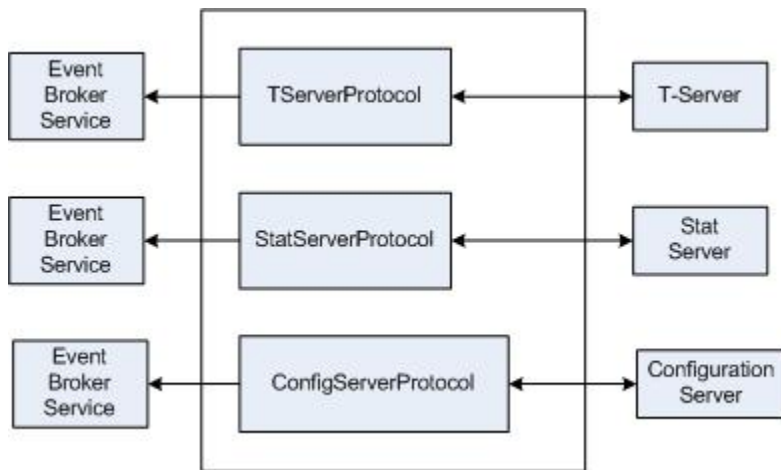 Event
Broker
Service
TServerProtocol
T-Server
Event
Broker
Service
StatServerProtocol
Stat
Server
Event
Broker
Service
ConfigServerProtocol
Configuration
Server